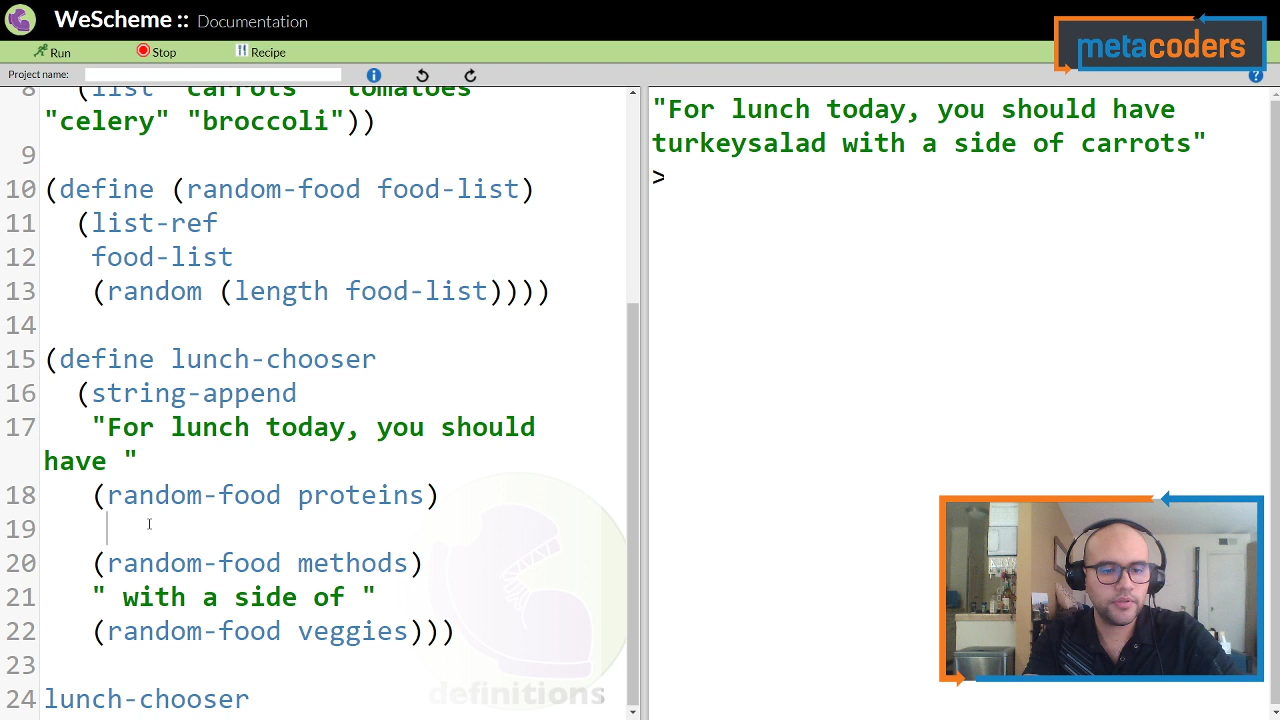 WeScheme :: Documentation
metacoders
Run Stop Recipe
Project name:
?
8 (list "carrots" "tomatoes"
"celery" "broccoli"))
9
10 (define (random-food food-list)
11 (list-ref
12 food-list
13 (random (length food-list))))
14
15 (define lunch-chooser
16 (string-append
17 "For lunch today, you should
have "
18 (random-food proteins)
19
20 (random-food methods)
21 " with a side of "
22 (random-food veggies)))
23
24 lunch-chooser
definitions
"For lunch today, you should have
turkeysalad with a side of carrots"
>